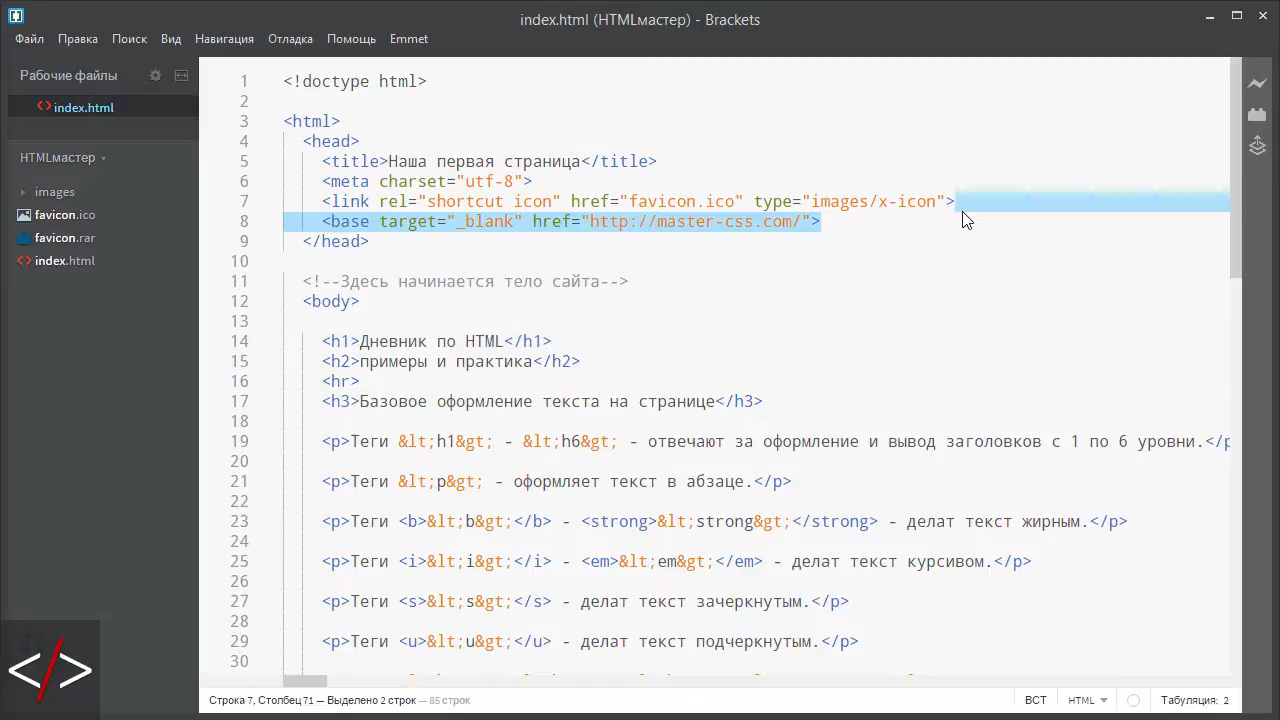 index.html (HTMLмастер) - Brackets
Файл Правка Поиск Вид Навигация Отладка Помощь Emmet
Рабочие файлы
index.html
HTMLмастер
images
favicon.ico
favicon.rar
index.html
1 <!doctype html>
2
3 <html>
4 <head>
5 <title>Наша первая страница</title>
6 <meta charset="utf-8">
7 <link rel="shortcut icon" href="favicon.ico" type="images/x-icon">
8 <base target="_blank" href="http://master-css.com/">
9 </head>
10
11 <!--Здесь начинается тело сайта-->
12 <body>
13
14 <h1>Дневник по HTML</h1>
15 <h2>примеры и практика</h2>
16 <hr>
17 <h3>Базовое оформление текста на странице</h3>
18
19 <p>Теги &lt;h1&gt; - &lt;h6&gt; - отвечают за оформление и вывод заголовков с 1 по 6 уровни.</p
20
21 <p>Теги &lt;p&gt; - оформляет текст в абзаце.</p>
22
23 <p>Теги <b>&lt;b&gt;</b> - <strong>&lt;strong&gt;</strong> - делат текст жирным.</p>
24
25 <p>Теги <i>&lt;i&gt;</i> - <em>&lt;em&gt;</em> - делат текст курсивом.</p>
26
27 <p>Теги <s>&lt;s&gt;</s> - делат текст зачеркнутым.</p>
28
29 <p>Теги <u>&lt;u&gt;</u> - делат текст подчеркнутым.</p>
30
</>
Строка 7, Столбец 71 — Выделено 2 строк — 85 строк
ВСТ HTML Табуляция: 2